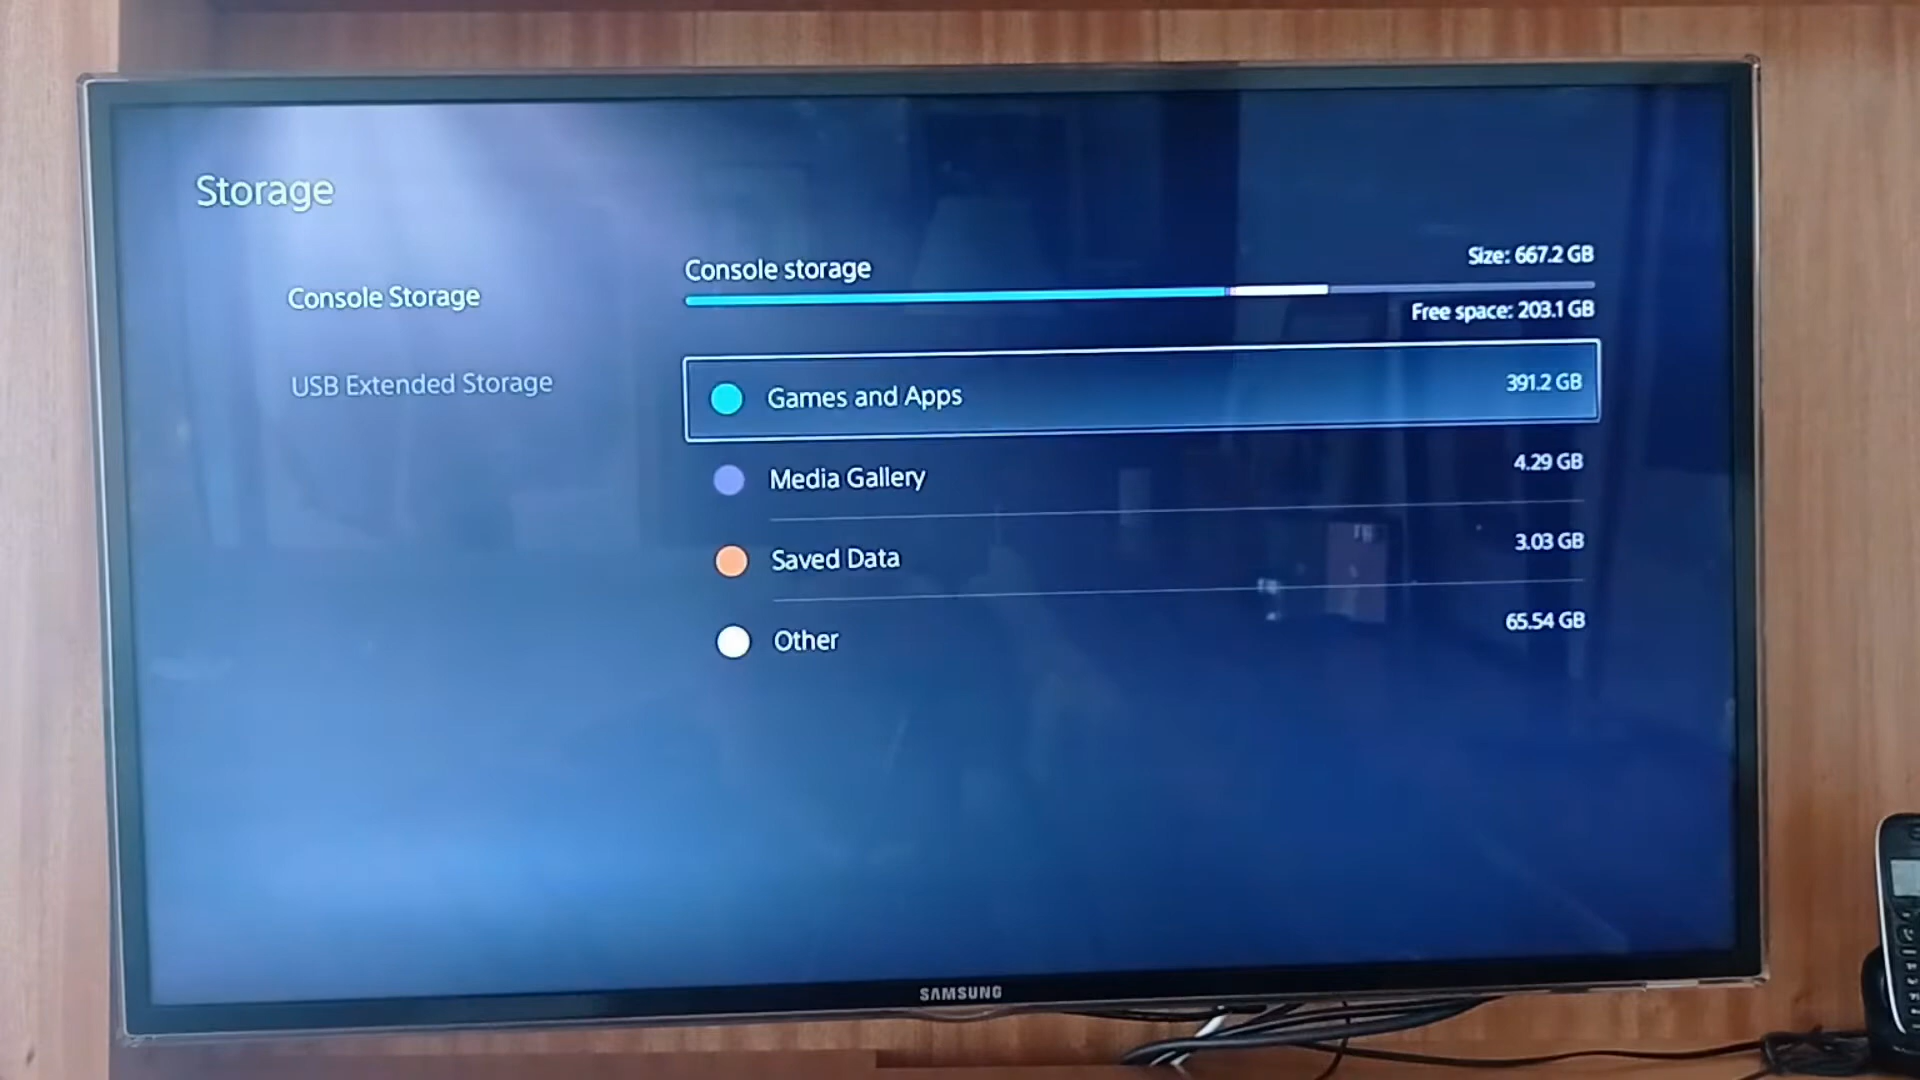 Storage
Console Storage
USB Extended Storage
Console storage
Size: 667.2 GB
Free space: 203.1 GB
Games and Apps
391.2 GB
Media Gallery
4.29 GB
Saved Data
3.03 GB
Other
65.54 GB
SAMSUNG